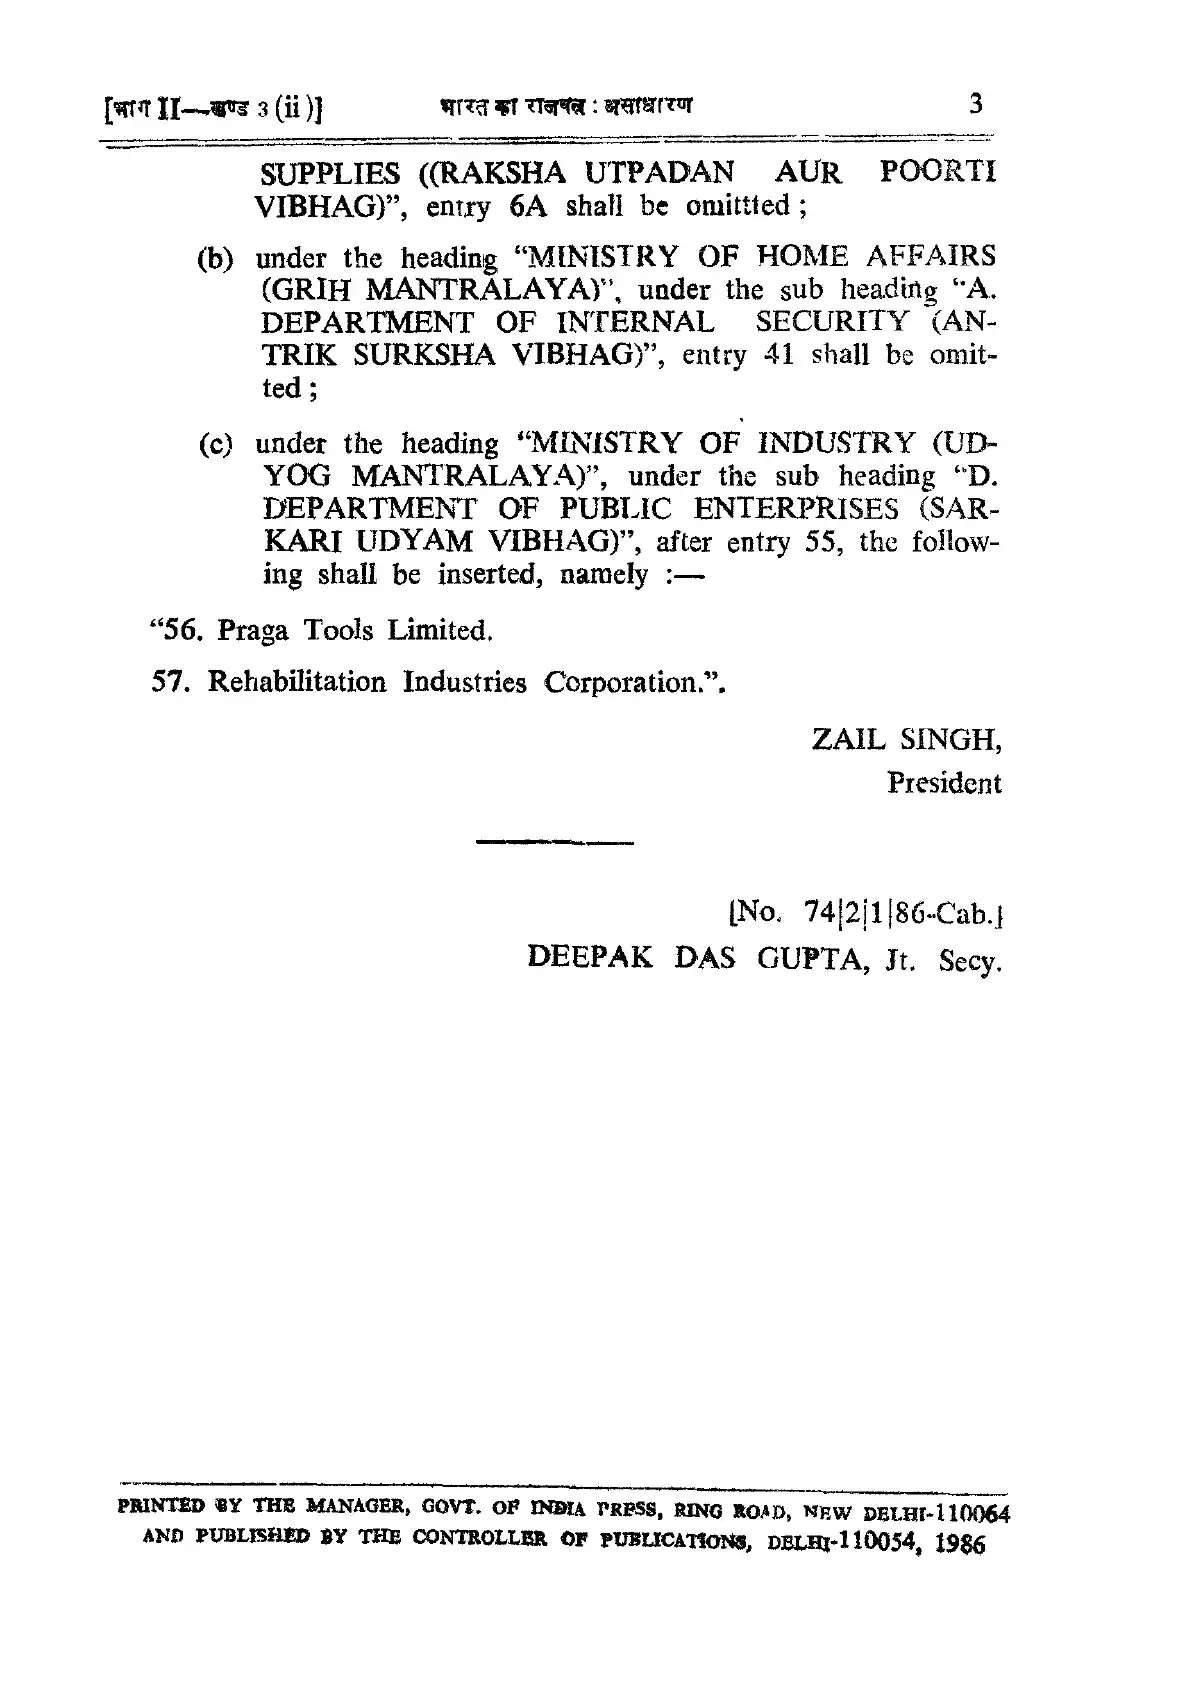 [भाग II—खण्ड 3 (ii)] भारत का राजपत्र : असाधारण 3
SUPPLIES ((RAKSHA UTPADAN AUR POORTI
VIBHAG)”, entry 6A shall be omittted ;
(b) under the heading “MINISTRY OF HOME AFFAIRS
(GRIH MANTRALAYA)”, under the sub heading “A.
DEPARTMENT OF INTERNAL SECURITY (AN-
TRIK SURKSHA VIBHAG)”, entry 41 shall be omit-
ted ;
(c) under the heading “MINISTRY OF INDUSTRY (UD-
YOG MANTRALAYA)”, under the sub heading “D.
DEPARTMENT OF PUBLIC ENTERPRISES (SAR-
KARI UDYAM VIBHAG)”, after entry 55, the follow-
ing shall be inserted, namely :—
“56. Praga Tools Limited.
57. Rehabilitation Industries Corporation.”.
ZAIL SINGH,
President
[No. 74|2|1|86-Cab.]
DEEPAK DAS GUPTA, Jt. Secy.
PRINTED BY THE MANAGER, GOVT. OF INDIA PRESS, RING ROAD, NEW DELHI-110064
AND PUBLISHED BY THE CONTROLLER OF PUBLICATIONS, DELHI-110054, 1986